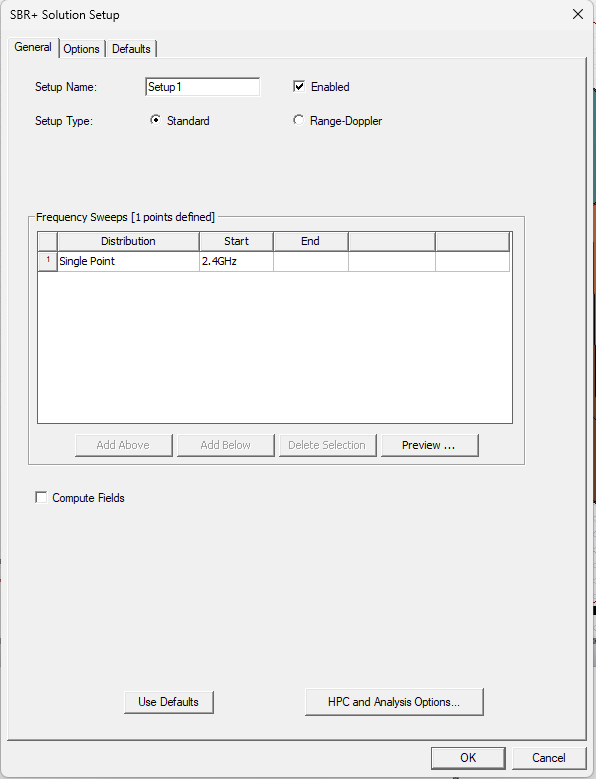 SBR+ Solution Setup
General Options Defaults
Setup Name: Setup1 Enabled
Setup Type: Standard Range-Doppler
Frequency Sweeps [1 points defined]
Distribution Start End
1 Single Point 2.4GHz
Add Above Add Below Delete Selection Preview ...
Compute Fields
Use Defaults HPC and Analysis Options...
OK Cancel